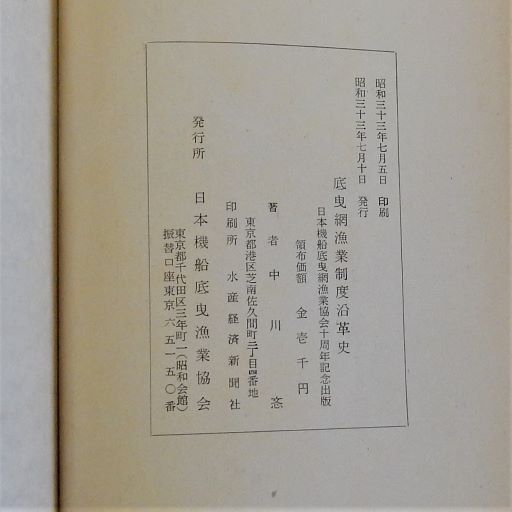 昭和三十三年七月五日 印刷
昭和三十三年七月十日 発行
底曳網漁業制度沿革史
日本機船底曳網漁業協会十周年記念出版
領布価額 金壱千円
著者 中川 㤗
東京都港区芝南佐久間町二丁目四番地
印刷所 水産経済新聞社
発行所 日本機船底曳漁業協会
東京都千代田区三年町一(昭和会館)
振替口座東京六五一五〇番